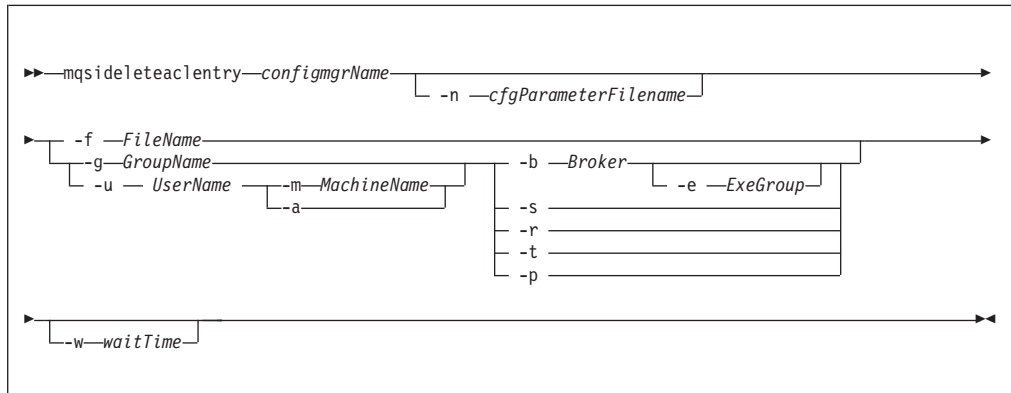 mqsideleteaclentry configmgrName
-n cfgParameterFilename
-f FileName
-g GroupName -b Broker
-u UserName -m MachineName -e ExeGroup
-a -s
-r
-t
-p
-w waitTime